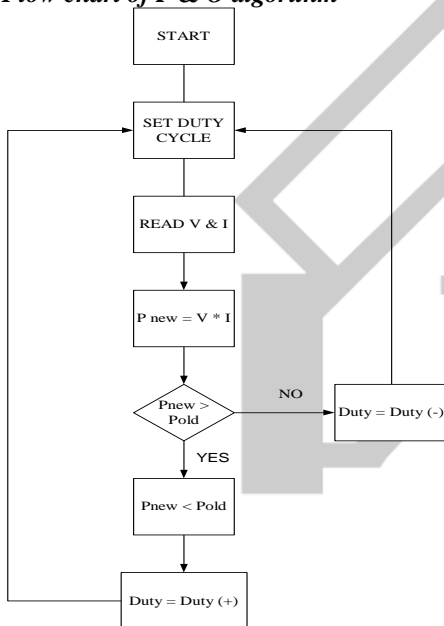 Flow chart of P & O algorithm
START
SET DUTY
CYCLE
READ V & I
P new = V * I
Pnew >
Pold
NO
Duty = Duty (-)
YES
Pnew < Pold
Duty = Duty (+)